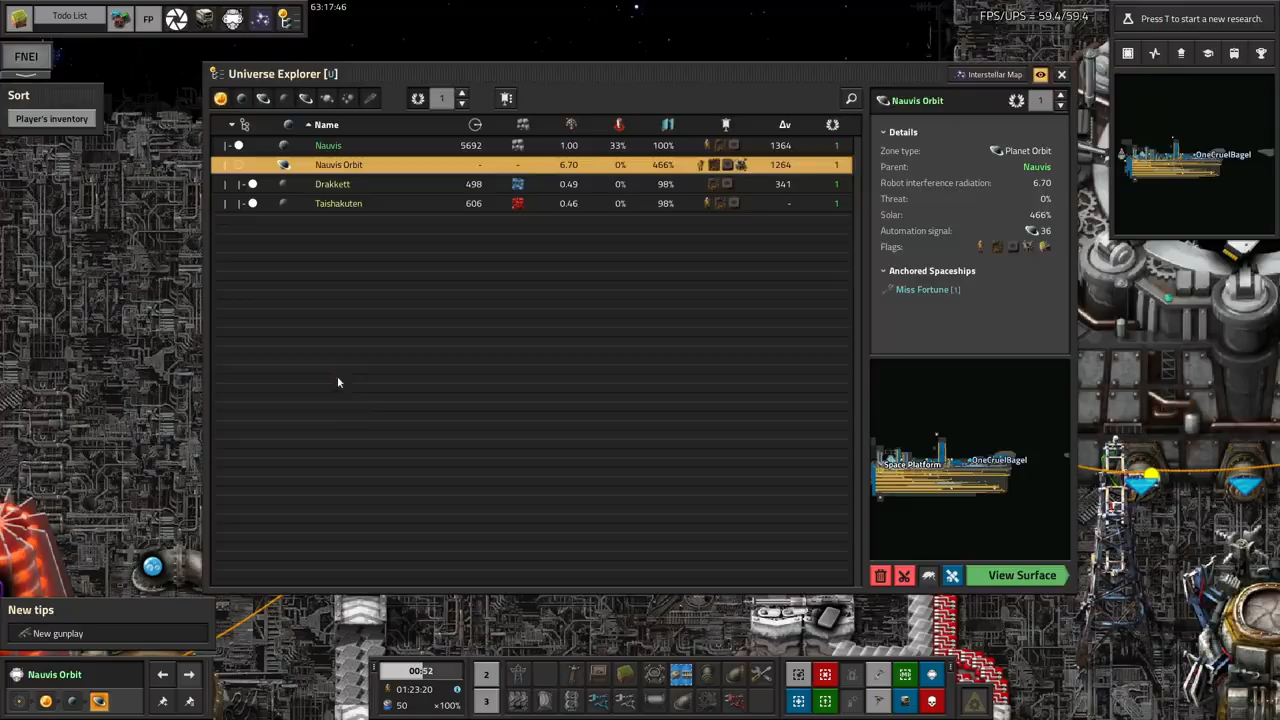 63:17:46
Todo List
FP
FPS/UPS = 59.4/59.4
Press T to start a new research.
FNEI
Universe Explorer [U]
Interstellar Map
Sort
Player's inventory
1
Nauvis Orbit
1
Name
Δv
Details
Nauvis 5692 1.00 33% 100% 1364 1
Zone type: Planet Orbit
Nauvis Orbit - - 6.70 0% 466% 1264 1
Parent: Nauvis
Drakkett 498 0.49 0% 98% 341 1
Robot interference radiation: 6.70
Taishakuten 606 0.46 0% 98% - 1
Threat: 0%
Solar: 466%
Automation signal: 36
Flags:
OneCruelBagel
Anchored Spaceships
Miss Fortune [1]
Space Platform
OneCruelBagel
View Surface
New tips
New gunplay
Nauvis Orbit
00:52
01:23:20
50 ×100%
2
3